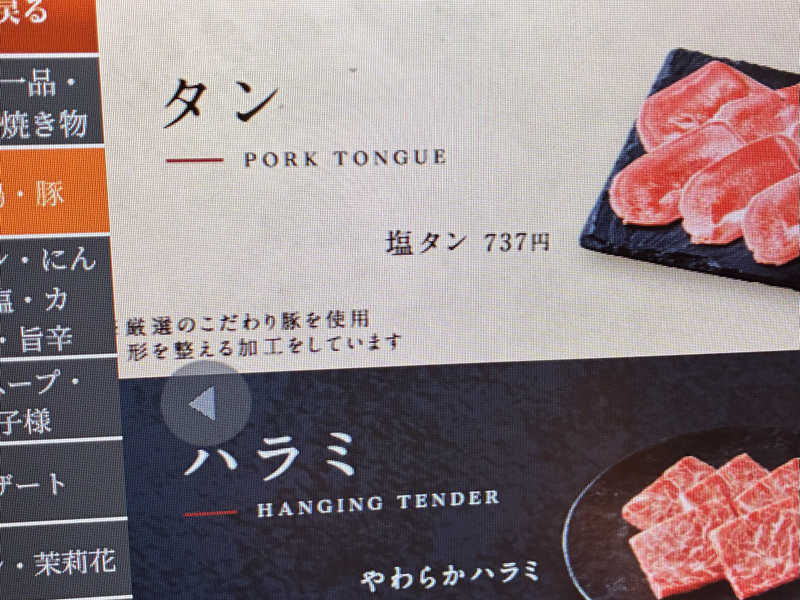 戻る
一品・
焼き物
・豚
・にん
塩・カ
・旨辛
ープ・
子様
ザート
・茉莉花
タン
PORK TONGUE
塩タン 737円
厳選のこだわり豚を使用
形を整える加工をしています
ハラミ
HANGING TENDER
やわらかハラミ